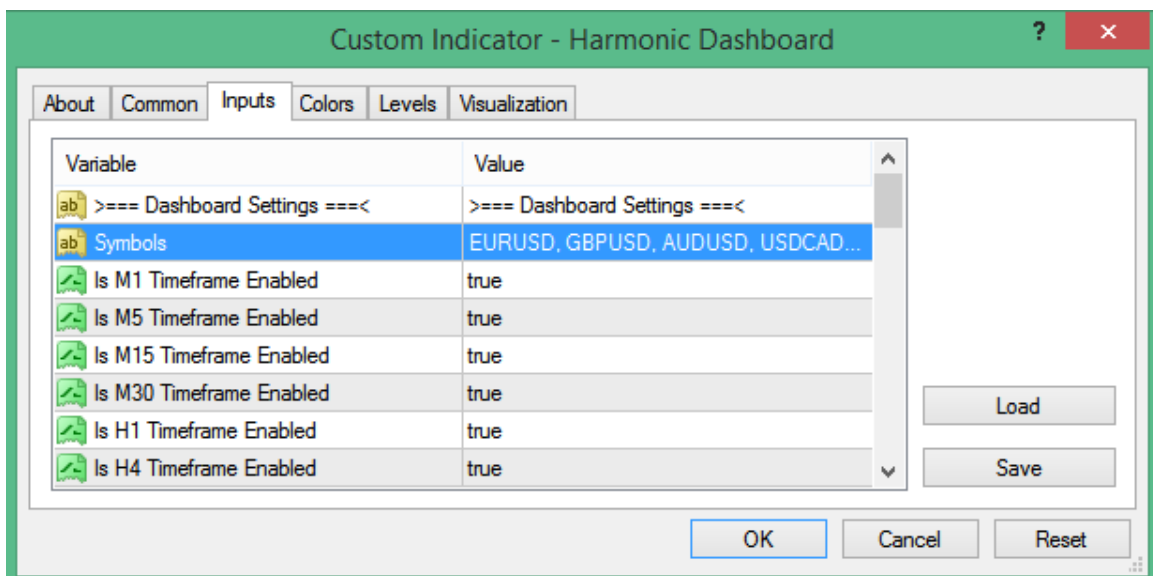 Custom Indicator - Harmonic Dashboard ? ×
About Common Inputs Colors Levels Visualization
Variable Value
ab >=== Dashboard Settings ===< >=== Dashboard Settings ===<
ab Symbols EURUSD, GBPUSD, AUDUSD, USDCAD...
Is M1 Timeframe Enabled true
Is M5 Timeframe Enabled true
Is M15 Timeframe Enabled true
Is M30 Timeframe Enabled true
Is H1 Timeframe Enabled true
Is H4 Timeframe Enabled true
Load
Save
OK Cancel Reset